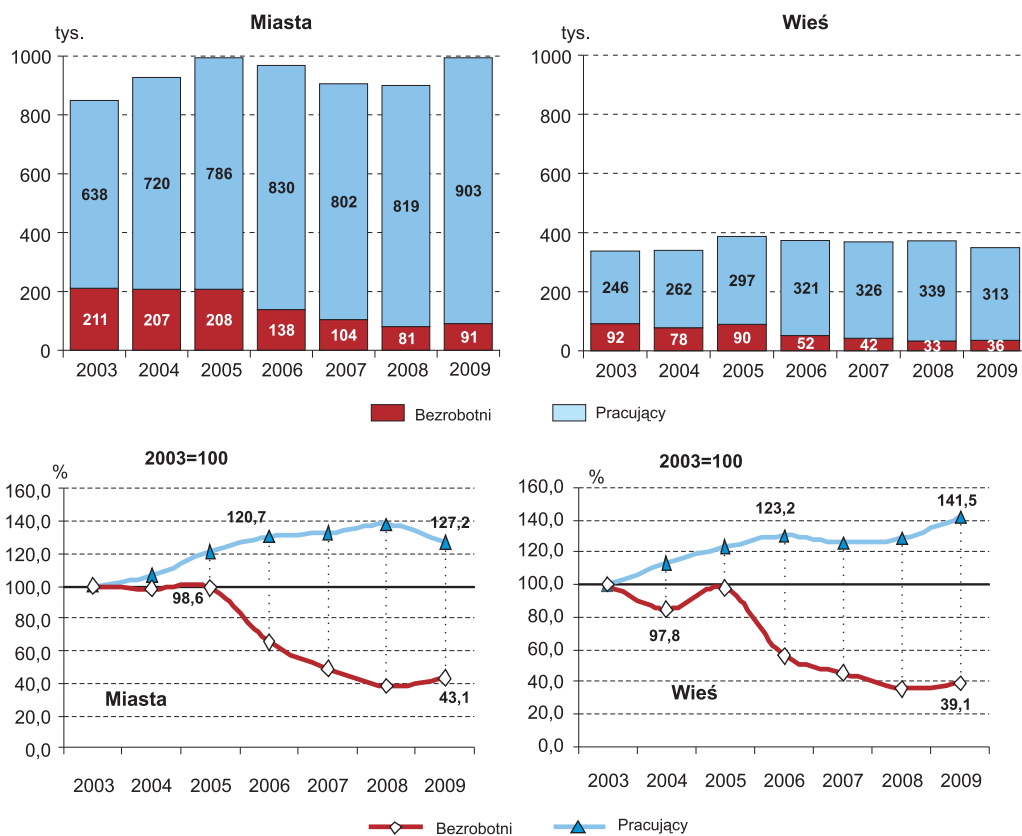 Miasta
tys.
1000
800
600
400
200
0
638 720 786 830 802 819 903
211 207 208 138 104 81 91
2003 2004 2005 2006 2007 2008 2009
Wieś
tys.
1000
800
600
400
200
0
246 262 297 321 326 339 313
92 78 90 52 42 33 36
2003 2004 2005 2006 2007 2008 2009
Bezrobotni Pracujący
2003=100
%
160,0
140,0
120,0
100,0
80,0
60,0
40,0
20,0
0,0
120,7
127,2
98,6
43,1
Miasta
2003 2004 2005 2006 2007 2008 2009
2003=100
%
160,0
140,0
120,0
100,0
80,0
60,0
40,0
20,0
0,0
123,2
141,5
97,8
39,1
Wieś
2003 2004 2005 2006 2007 2008 2009
Bezrobotni Pracujący